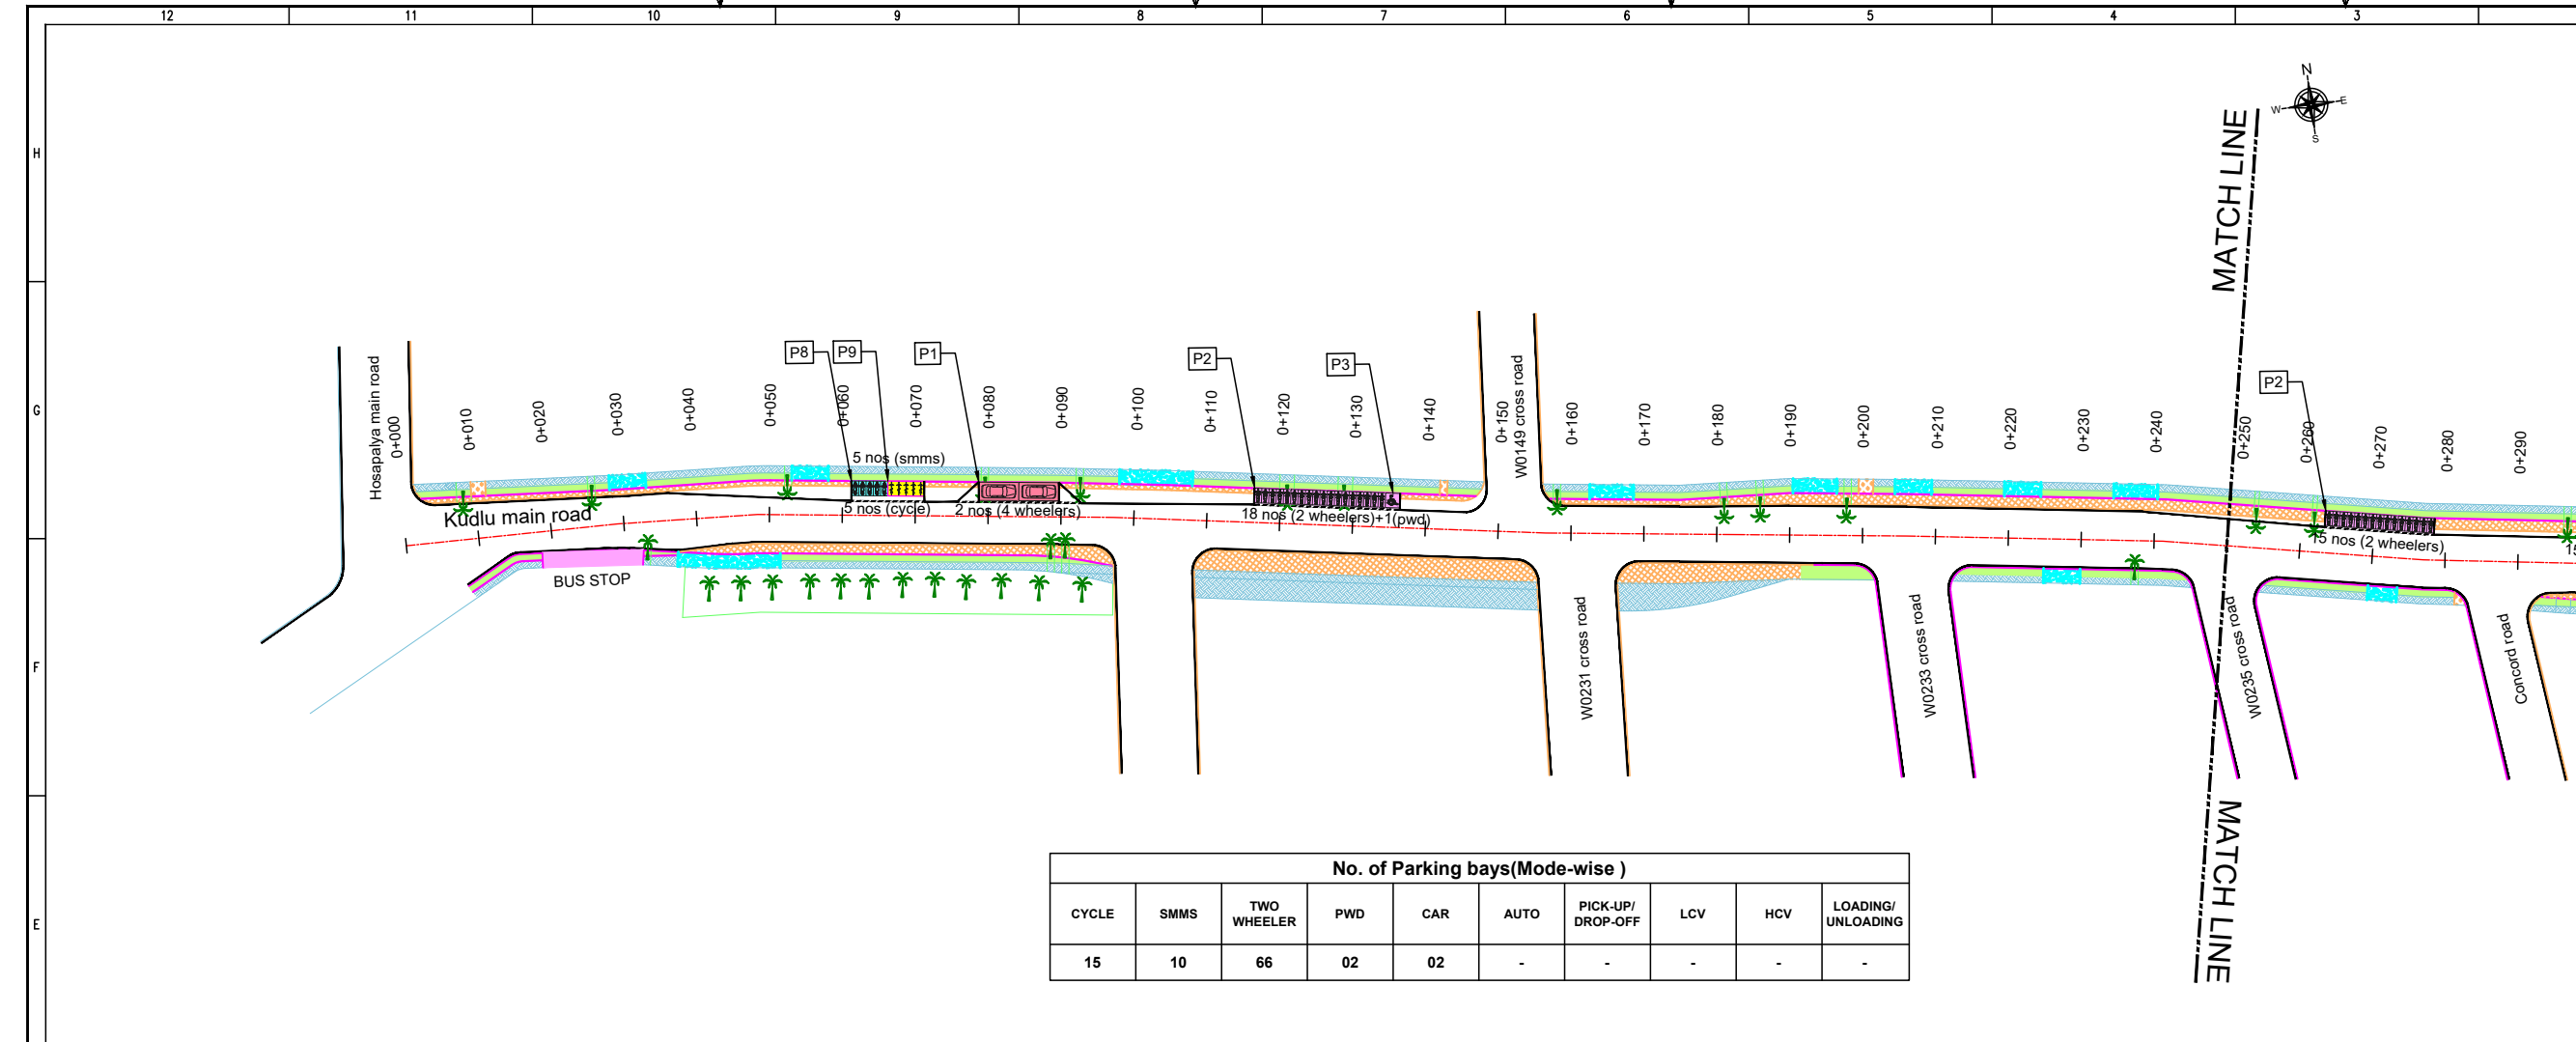 12 11 10 9 8 7 6 5 4 3
H
G
F
E
N
W E
S
MATCH LINE
Hosapalya main road
W0149 cross road
P8 P9 P1 P2 P3 P2
0+000 0+010 0+020 0+030 0+040 0+050 0+060 0+070 0+080 0+090 0+100 0+110 0+120 0+130 0+140 0+150 0+160 0+170 0+180 0+190 0+200 0+210 0+220 0+230 0+240 0+250 0+260 0+270 0+280 0+290
5 nos (smms)
5 nos (cycle)
2 nos (4 wheelers)
18 nos (2 wheelers)+1(pwd)
15 nos (2 wheelers)
15
Kudlu main road
BUS STOP
W0231 cross road
W0233 cross road
W0235 cross road
Concord road
MATCH LINE
No. of Parking bays(Mode-wise )
CYCLE SMMS TWO WHEELER PWD CAR AUTO PICK-UP/ DROP-OFF LCV HCV LOADING/ UNLOADING
15 10 66 02 02 - - - - -